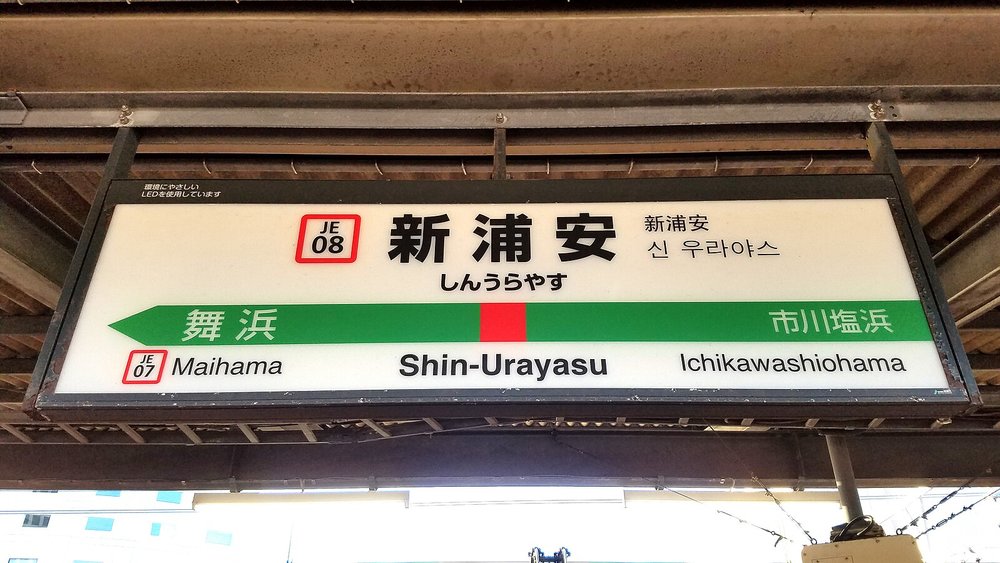 環境にやさしい
LEDを使用しています
JE
08
新浦安
しんうらやす
新浦安
신 우라야스
舞浜
市川塩浜
JE
07
Maihama
Shin-Urayasu
Ichikawashiohama